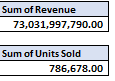 Sum of Revenue
73,031,997,790.00
Sum of Units Sold
786,678.00